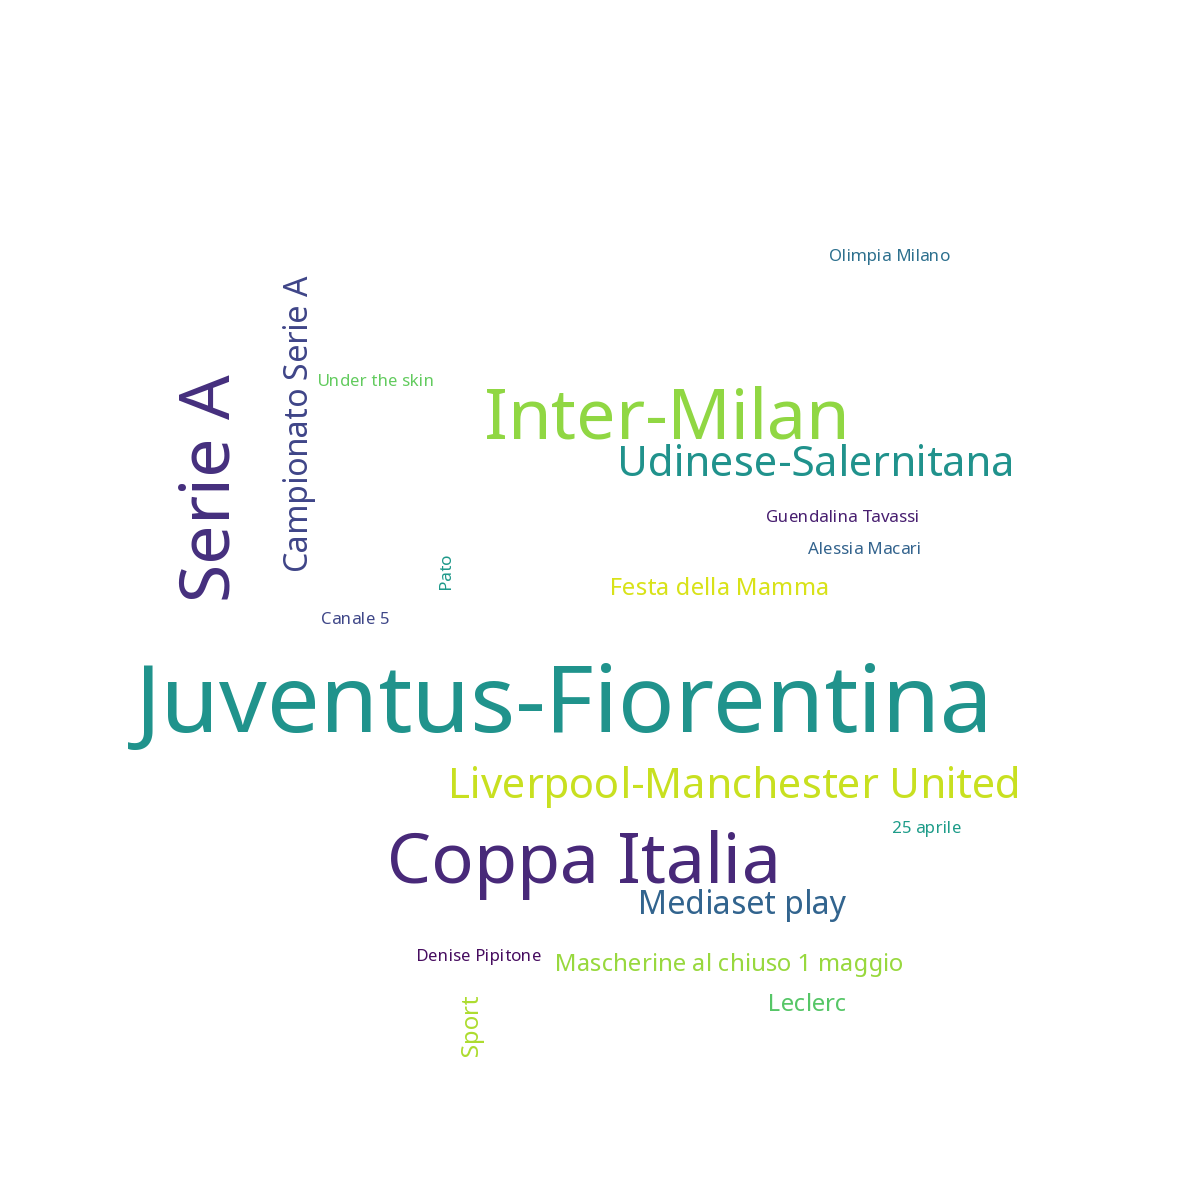 Olimpia Milano
Campionato Serie A
Serie A
Under the skin
Inter-Milan
Udinese-Salernitana
Guendalina Tavassi
Alessia Macari
Pato
Festa della Mamma
Canale 5
Juventus-Fiorentina
Liverpool-Manchester United
25 aprile
Coppa Italia
Mediaset play
Denise Pipitone
Mascherine al chiuso 1 maggio
Leclerc
Sport